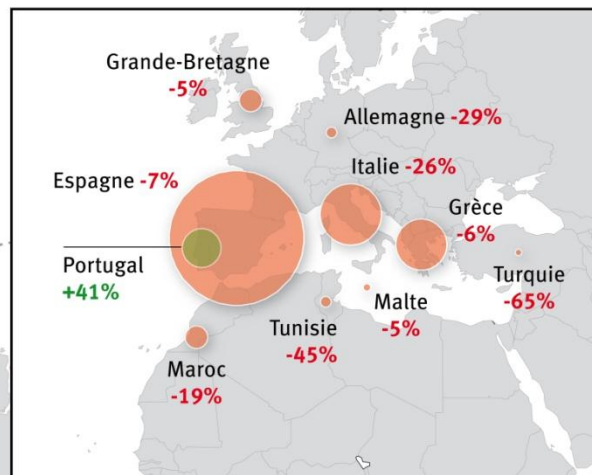 Grande-Bretagne
-5%
Allemagne -29%
Italie -26%
Espagne -7%
Grèce
-6%
Portugal
+41%
Turquie
-65%
Malte
-5%
Tunisie
-45%
Maroc
-19%